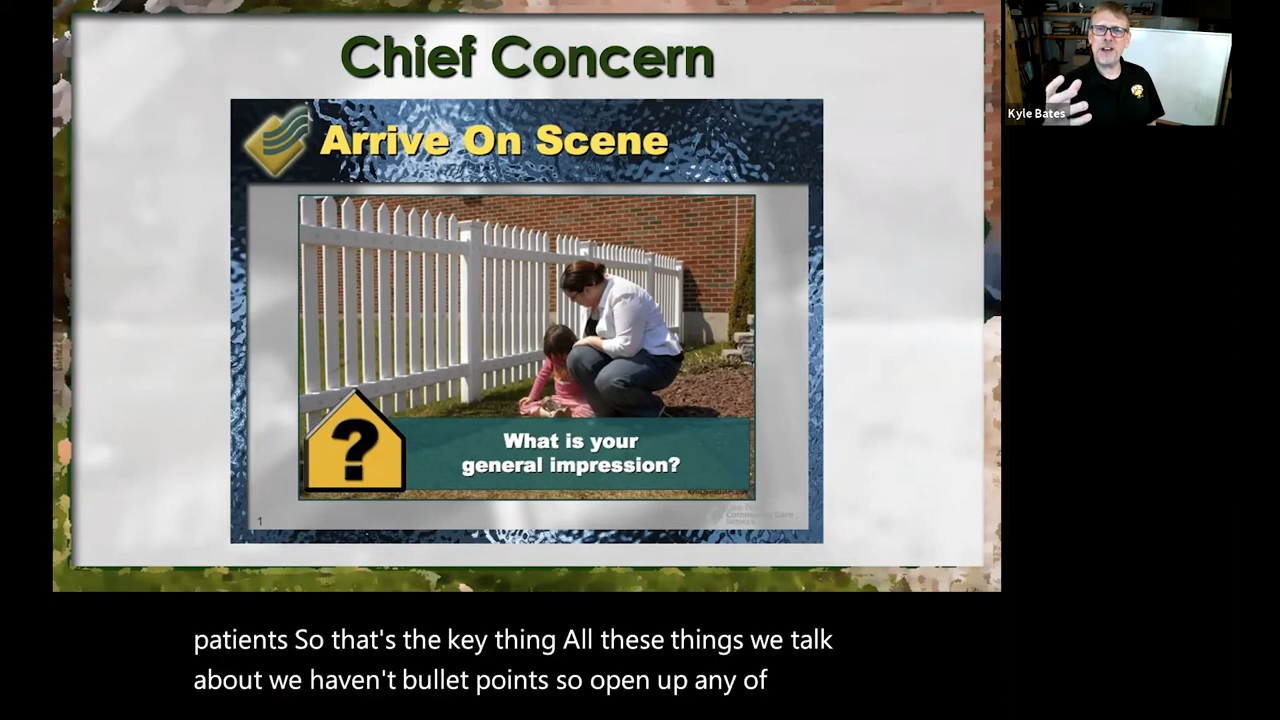 Chief Concern
Arrive On Scene
What is your
general impression?
?
1
Kyle Bates
patients So that's the key thing All these things we talk
about we haven't bullet points so open up any of